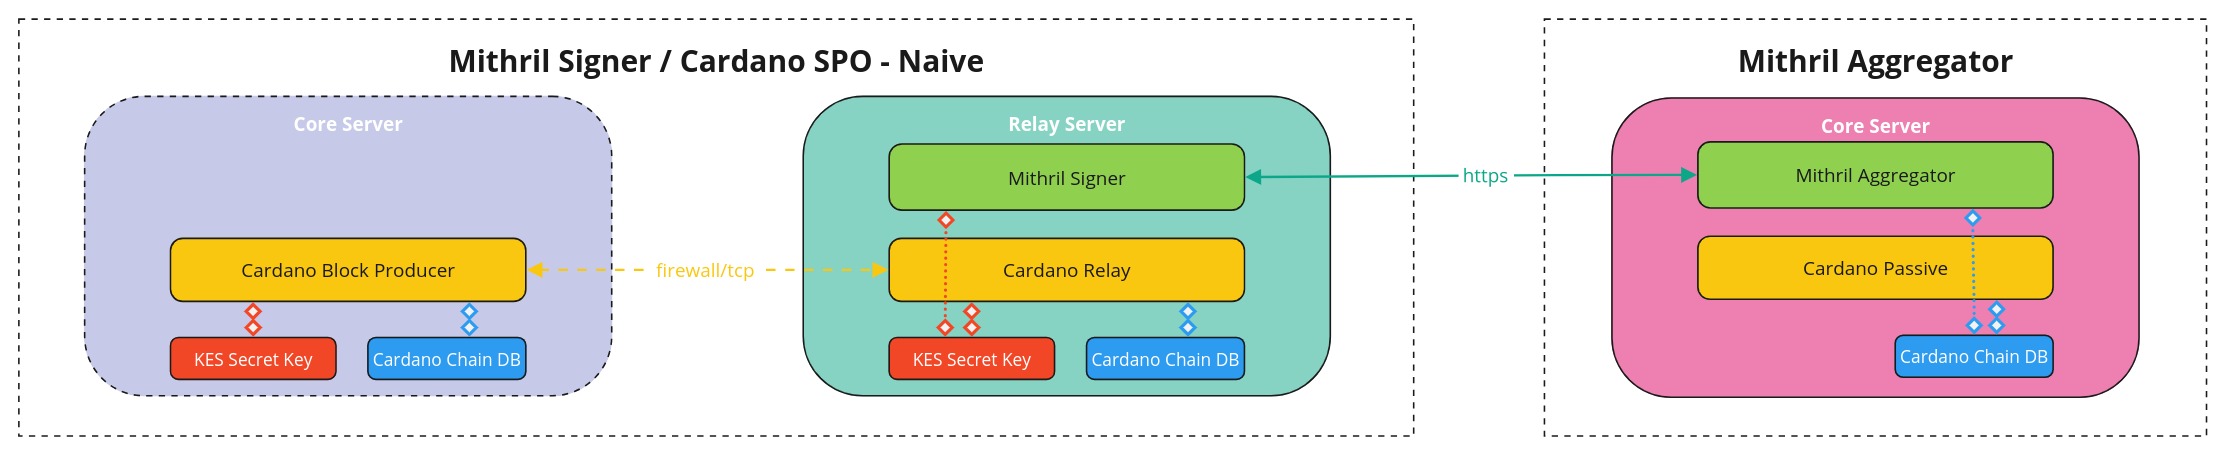 Mithril Signer / Cardano SPO - Naive
Core Server
Cardano Block Producer
KES Secret Key
Cardano Chain DB
firewall/tcp
Relay Server
Mithril Signer
Cardano Relay
KES Secret Key
Cardano Chain DB
https
Mithril Aggregator
Core Server
Mithril Aggregator
Cardano Passive
Cardano Chain DB